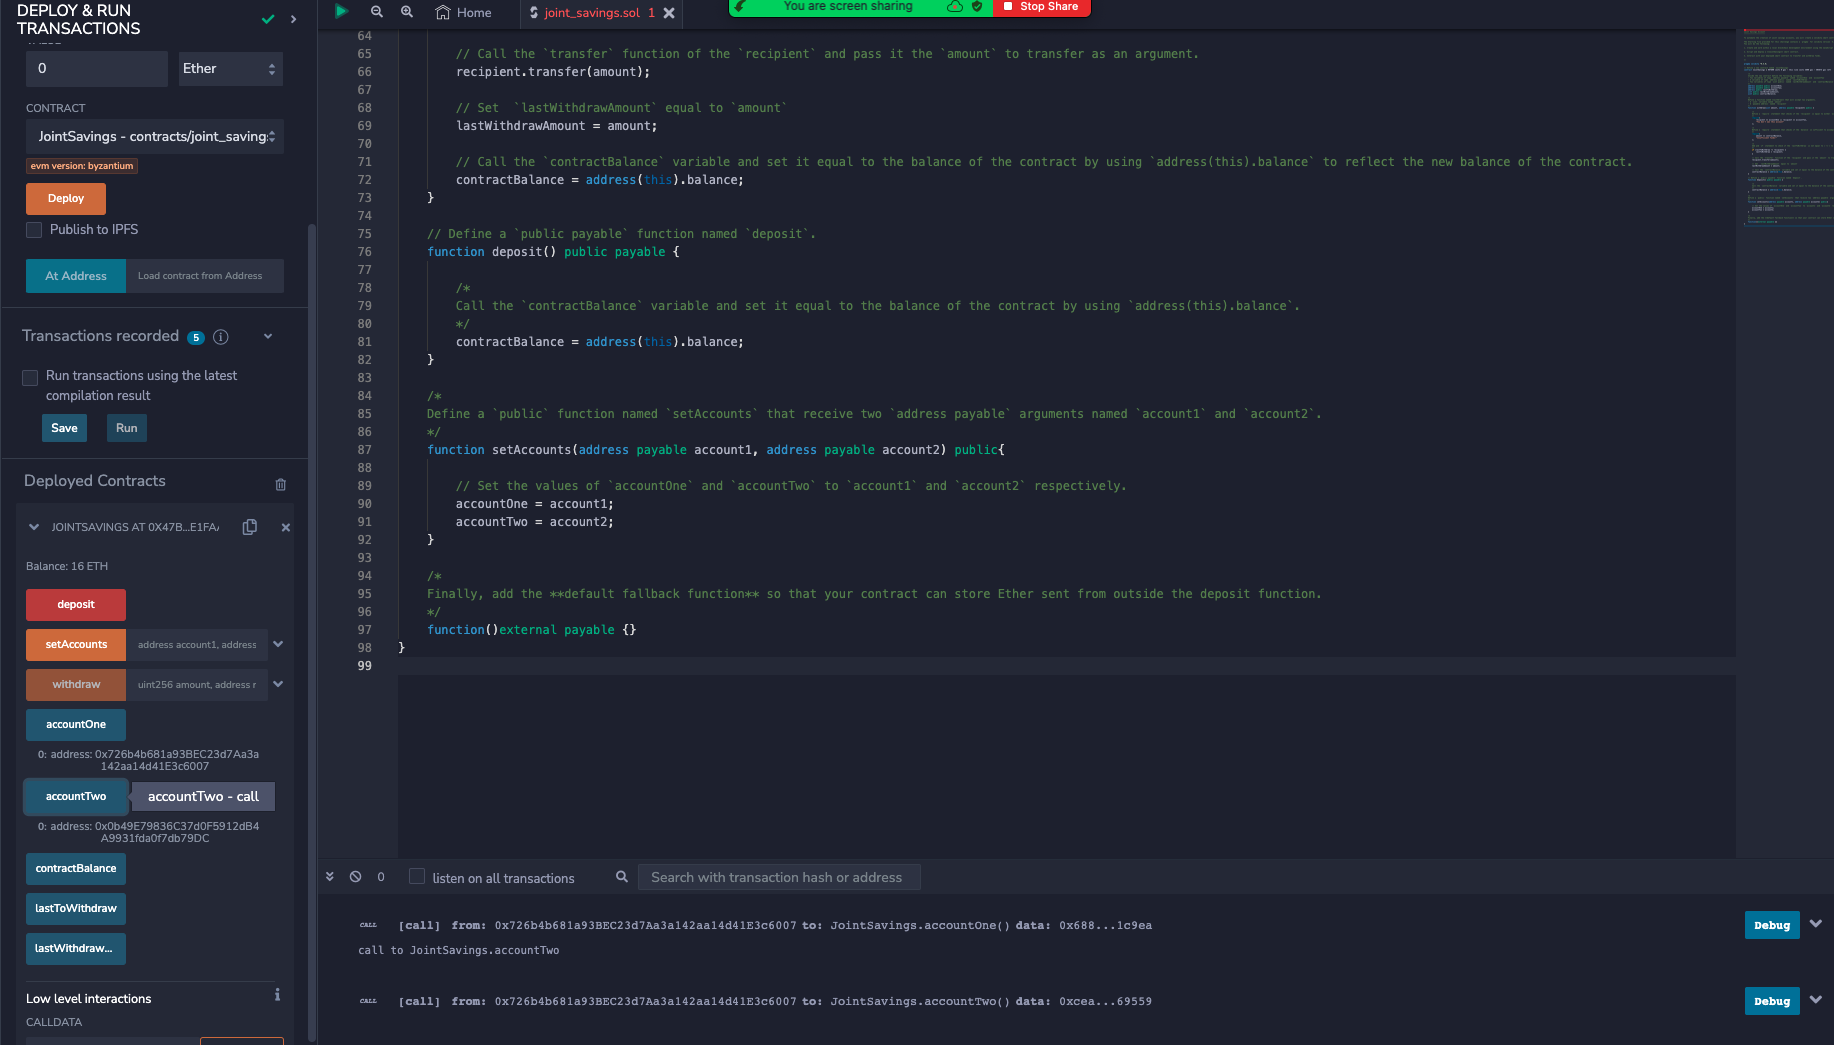 DEPLOY & RUN
TRANSACTIONS
0
Ether
CONTRACT
JointSavings - contracts/joint_saving
evm version: byzantium
Deploy
Publish to IPFS
At Address
Load contract from Address
Transactions recorded 5
Run transactions using the latest
compilation result
Save
Run
Deployed Contracts
JOINTSAVINGS AT 0X47B...E1FA
Balance: 16 ETH
deposit
setAccounts
address account1, address
withdraw
uint256 amount, address r
accountOne
0: address: 0x726b4b681a93BEC23d7Aa3a
142aa14d41E3c6007
accountTwo
accountTwo - call
0: address: 0x0b49E79836C37d0F5912dB4
A9931fda0f7db79DC
contractBalance
lastToWithdraw
lastWithdraw...
Low level interactions
CALLDATA
Home
joint_savings.sol 1
You are screen sharing
Stop Share
64
65 // Call the `transfer` function of the `recipient` and pass it the `amount` to transfer as an argument.
66 recipient.transfer(amount);
67
68 // Set  `lastWithdrawAmount` equal to `amount`
69 lastWithdrawAmount = amount;
70
71 // Call the `contractBalance` variable and set it equal to the balance of the contract by using `address(this).balance` to reflect the new balance of the contract.
72 contractBalance = address(this).balance;
73 }
74
75 // Define a `public payable` function named `deposit`.
76 function deposit() public payable {
77
78 /*
79 Call the `contractBalance` variable and set it equal to the balance of the contract by using `address(this).balance`.
80 */
81 contractBalance = address(this).balance;
82 }
83
84 /*
85 Define a `public` function named `setAccounts` that receive two `address payable` arguments named `account1` and `account2`.
86 */
87 function setAccounts(address payable account1, address payable account2) public{
88
89 // Set the values of `accountOne` and `accountTwo` to `account1` and `account2` respectively.
90 accountOne = account1;
91 accountTwo = account2;
92 }
93
94 /*
95 Finally, add the **default fallback function** so that your contract can store Ether sent from outside the deposit function.
96 */
97 function()external payable {}
98 }
99
0
listen on all transactions
Search with transaction hash or address
CALL [call] from: 0x726b4b681a93BEC23d7Aa3a142aa14d41E3c6007 to: JointSavings.accountOne() data: 0x688...1c9ea
Debug
call to JointSavings.accountTwo
CALL [call] from: 0x726b4b681a93BEC23d7Aa3a142aa14d41E3c6007 to: JointSavings.accountTwo() data: 0xcea...69559
Debug